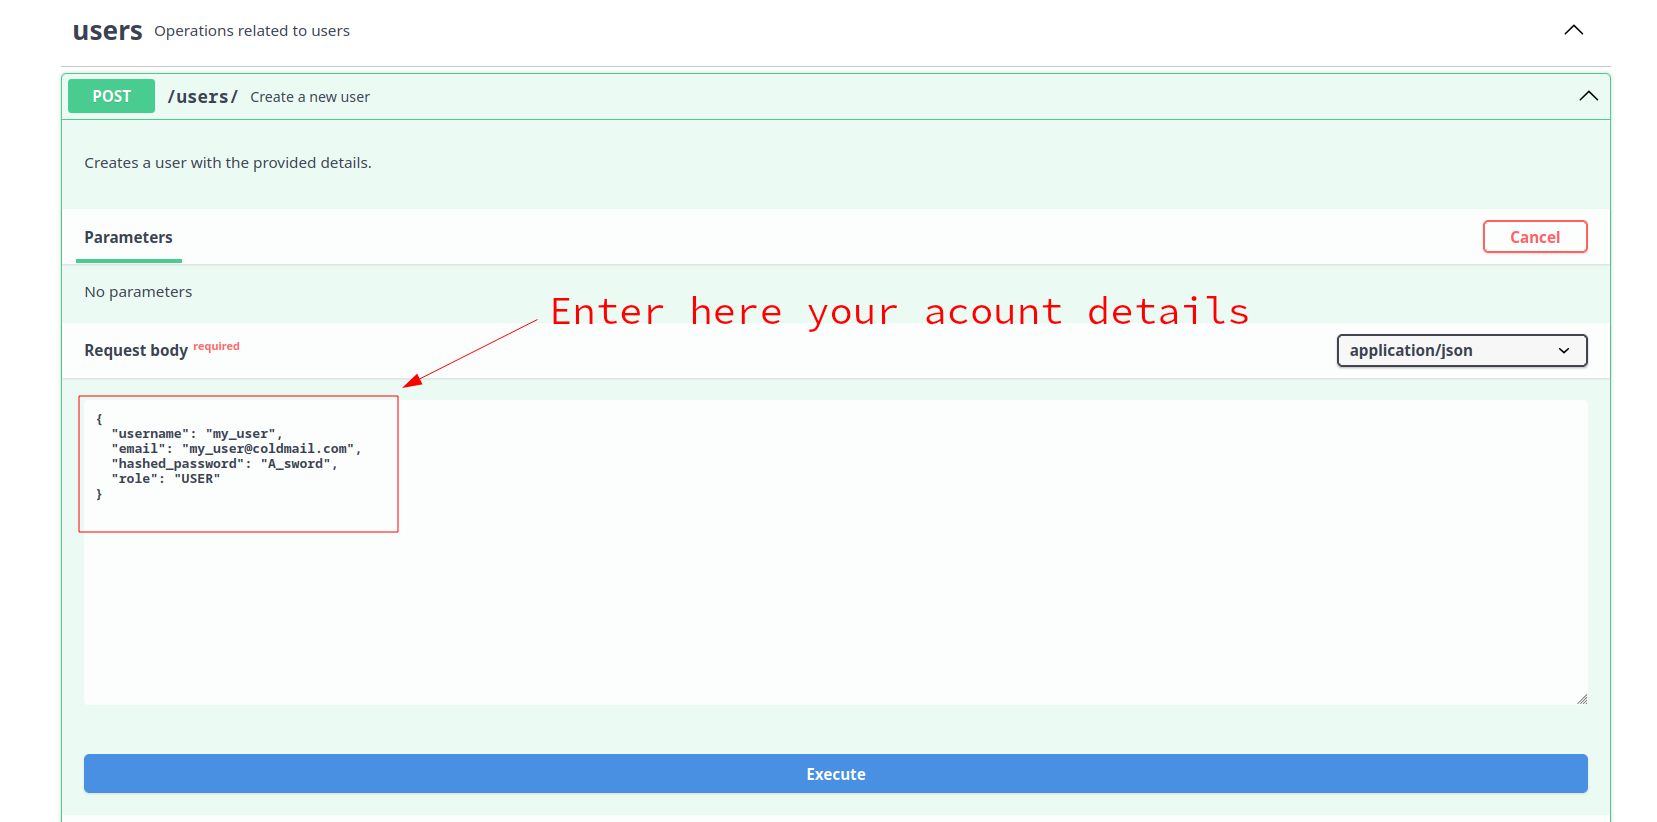 users Operations related to users
POST /users/ Create a new user
Creates a user with the provided details.
Parameters
Cancel
No parameters
Enter here your acount details
Request body required
application/json
{
"username": "my_user",
"email": "my_user@coldmail.com",
"hashed_password": "A_sword",
"role": "USER"
}
Execute